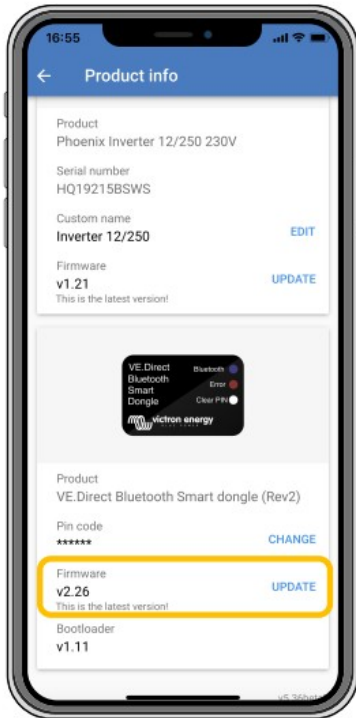 16:55
Product info
Product
Phoenix Inverter 12/250 230V
Serial number
HQ19215BSWS
Custom name
Inverter 12/250
EDIT
Firmware
v1.21
UPDATE
This is the latest version!
VE.Direct
Bluetooth
Smart
Dongle
Bluetooth
Error
Clear PIN
victron energy
BLUE POWER
Product
VE.Direct Bluetooth Smart dongle (Rev2)
Pin code
******
CHANGE
Firmware
v2.26
UPDATE
This is the latest version!
Bootloader
v1.11